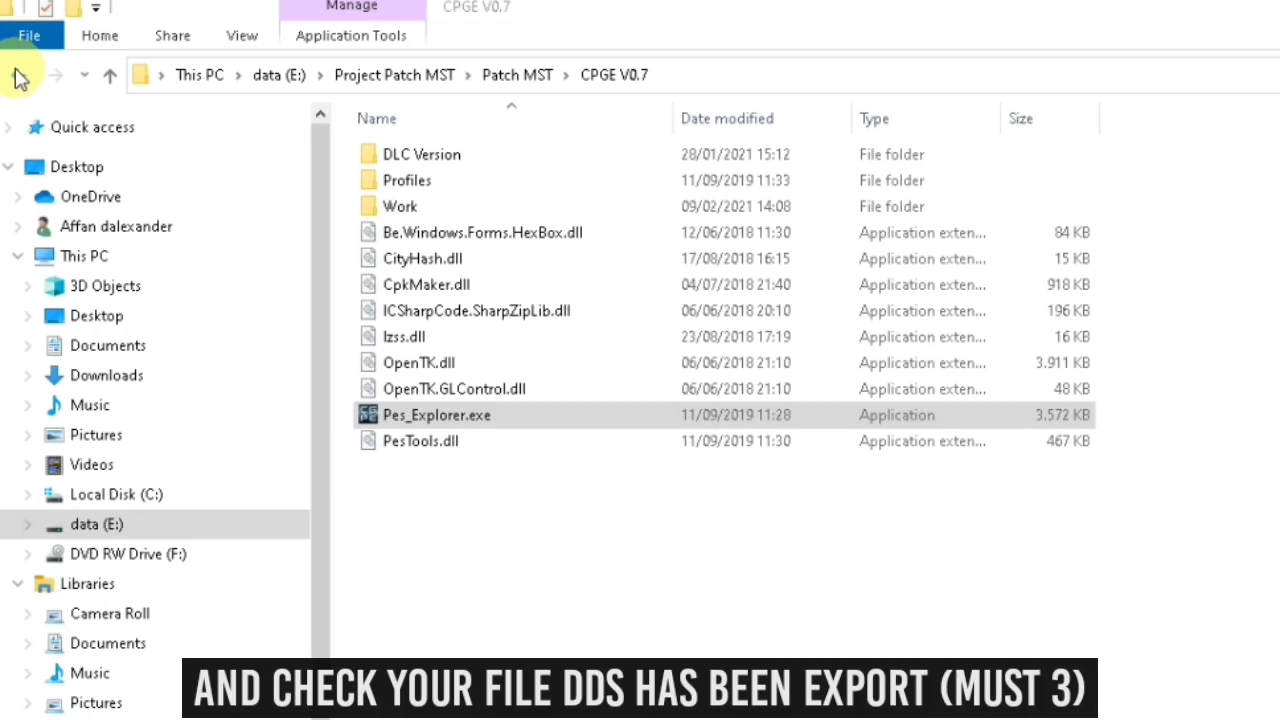 Manage
CPGE V0.7
File
Home
Share
View
Application Tools
This PC
data (E:)
Project Patch MST
Patch MST
CPGE V0.7
Name
Date modified
Type
Size
Quick access
Desktop
OneDrive
Affan dalexander
This PC
3D Objects
Desktop
Documents
Downloads
Music
Pictures
Videos
Local Disk (C:)
data (E:)
DVD RW Drive (F:)
Libraries
Camera Roll
Documents
Music
Pictures
DLC Version 28/01/2021 15:12 File folder
Profiles 11/09/2019 11:33 File folder
Work 09/02/2021 14:08 File folder
Be.Windows.Forms.HexBox.dll 12/06/2018 11:30 Application exten... 84 KB
CityHash.dll 17/08/2018 16:15 Application exten... 15 KB
CpkMaker.dll 04/07/2018 21:40 Application exten... 918 KB
ICSharpCode.SharpZipLib.dll 06/06/2018 20:10 Application exten... 196 KB
lzss.dll 23/08/2018 17:19 Application exten... 16 KB
OpenTK.dll 06/06/2018 21:10 Application exten... 3.911 KB
OpenTK.GLControl.dll 06/06/2018 21:10 Application exten... 48 KB
Pes_Explorer.exe 11/09/2019 11:28 Application 3.572 KB
PesTools.dll 11/09/2019 11:30 Application exten... 467 KB
AND CHECK YOUR FILE DDS HAS BEEN EXPORT (MUST 3)